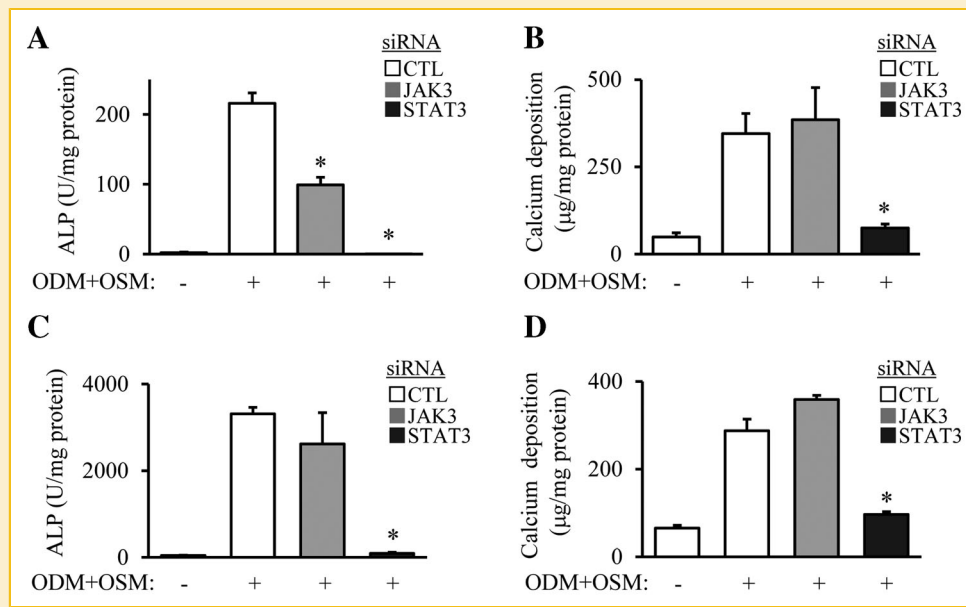 A
siRNA
CTL
JAK3
STAT3
ALP (U/mg protein)
200
100
0
*
*
ODM+OSM: - + + +
B
siRNA
CTL
JAK3
STAT3
Calcium deposition
(μg/mg protein)
500
250
0
*
ODM+OSM: - + + +
C
siRNA
CTL
JAK3
STAT3
ALP (U/mg protein)
4000
2000
0
*
ODM+OSM: - + + +
D
siRNA
CTL
JAK3
STAT3
Calcium deposition
(μg/mg protein)
400
200
0
*
ODM+OSM: - + + +